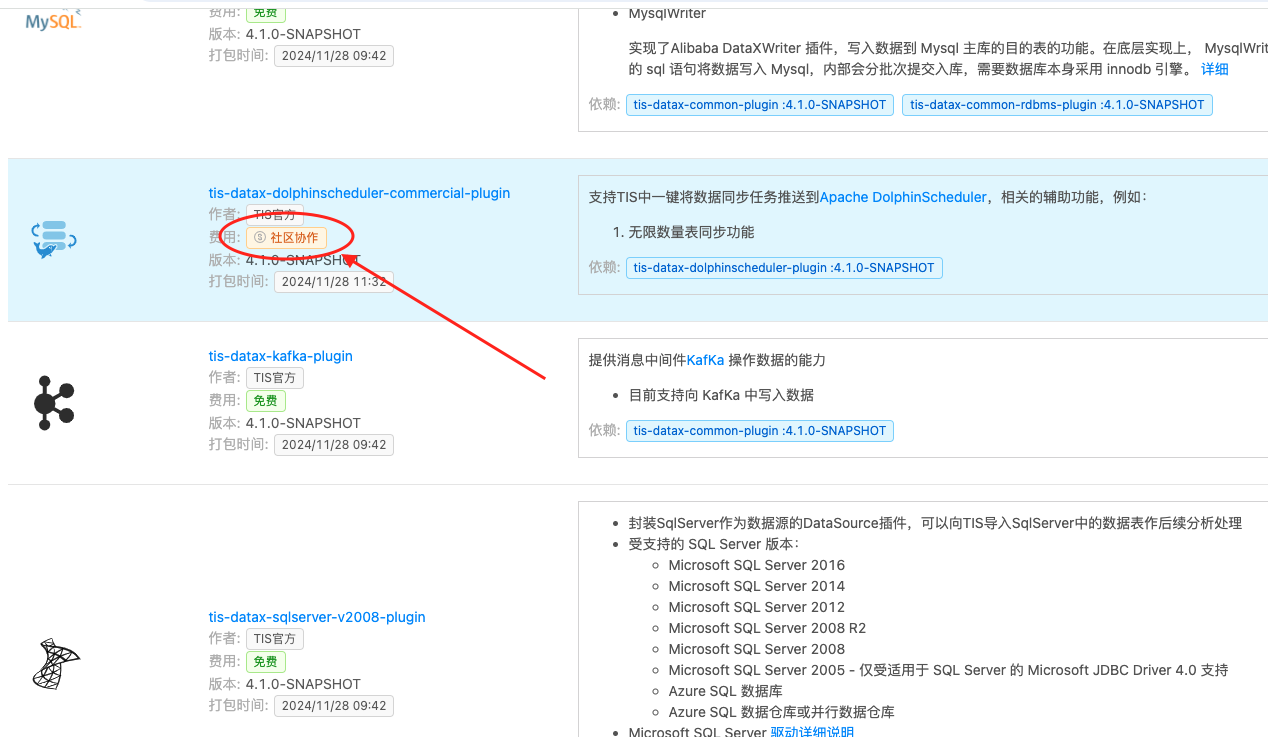 MySQL
费用: 免费
版本: 4.1.0-SNAPSHOT
打包时间: 2024/11/28 09:42
MysqlWriter
实现了Alibaba DataXWriter 插件，写入数据到 Mysql 主库的目的表的功能。在底层实现上， MysqlWrit
的 sql 语句将数据写入 Mysql，内部会分批次提交入库，需要数据库本身采用 innodb 引擎。 详细
依赖: tis-datax-common-plugin :4.1.0-SNAPSHOT tis-datax-common-rdbms-plugin :4.1.0-SNAPSHOT
tis-datax-dolphinscheduler-commercial-plugin
作者: TIS官方
费用: 社区协作
版本: 4.1.0-SNAPSHOT
打包时间: 2024/11/28 11:32
支持TIS中一键将数据同步任务推送到Apache DolphinScheduler，相关的辅助功能，例如：
1. 无限数量表同步功能
依赖: tis-datax-dolphinscheduler-plugin :4.1.0-SNAPSHOT
tis-datax-kafka-plugin
作者: TIS官方
费用: 免费
版本: 4.1.0-SNAPSHOT
打包时间: 2024/11/28 09:42
提供消息中间件KafKa 操作数据的能力
目前支持向 KafKa 中写入数据
依赖: tis-datax-common-plugin :4.1.0-SNAPSHOT
tis-datax-sqlserver-v2008-plugin
作者: TIS官方
费用: 免费
版本: 4.1.0-SNAPSHOT
打包时间: 2024/11/28 09:42
封装SqlServer作为数据源的DataSource插件，可以向TIS导入SqlServer中的数据表作后续分析处理
受支持的 SQL Server 版本：
Microsoft SQL Server 2016
Microsoft SQL Server 2014
Microsoft SQL Server 2012
Microsoft SQL Server 2008 R2
Microsoft SQL Server 2008
Microsoft SQL Server 2005 - 仅受适用于 SQL Server 的 Microsoft JDBC Driver 4.0 支持
Azure SQL 数据库
Azure SQL 数据仓库或并行数据仓库
Microsoft SQL Server 驱动详细说明